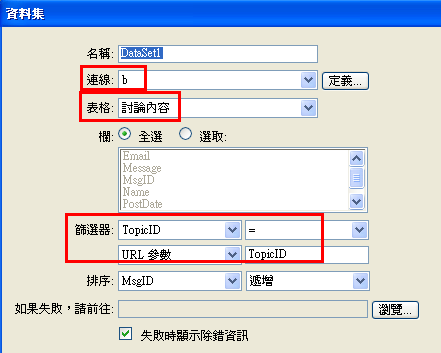 資料集
名稱: DataSet1
連線: b 定義...
表格: 討論內容
欄: 全選 選取:
Email
Message
MsgID
Name
PostDate
篩選器: TopicID =
URL 參數 TopicID
排序: MsgID 遞增
如果失敗，請前往: 瀏覽...
失敗時顯示除錯資訊